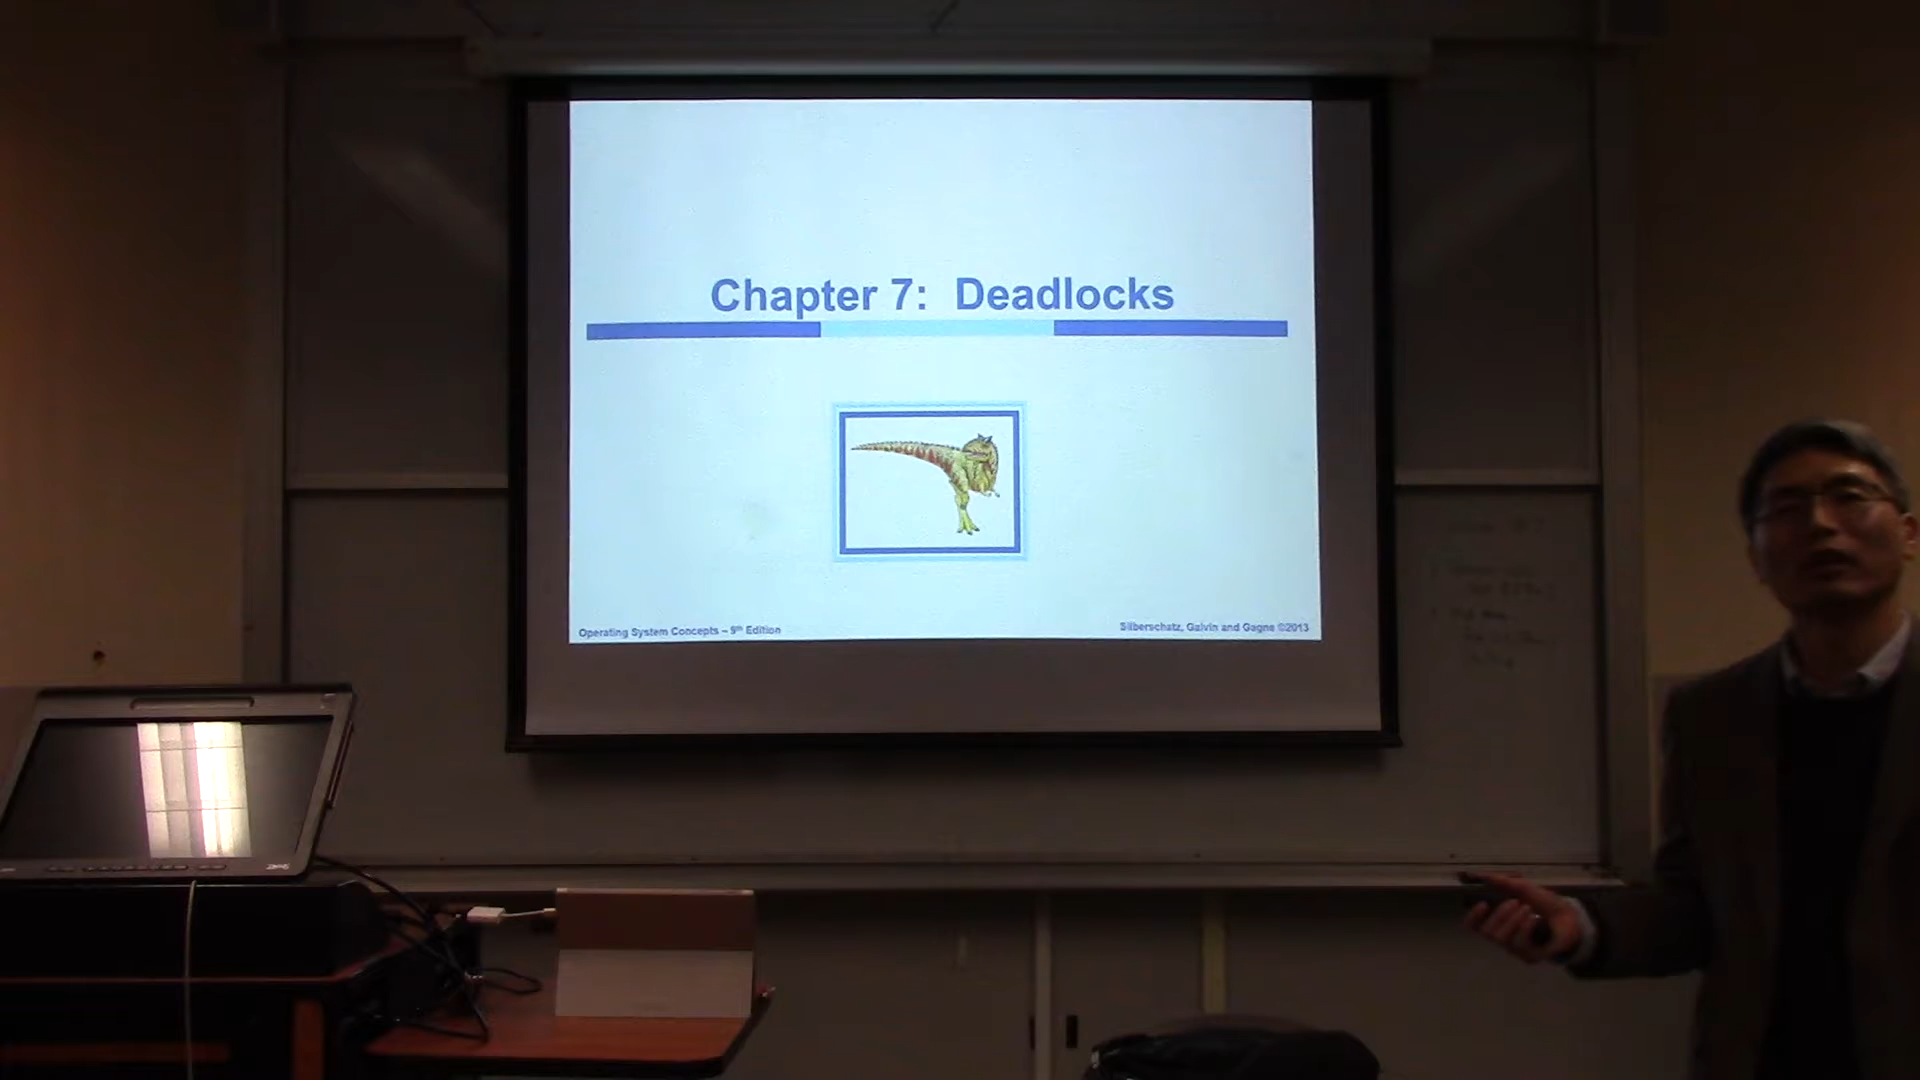 Chapter 7: Deadlocks
Operating System Concepts – 9th Edition
Silberschatz, Galvin and Gagne ©2013